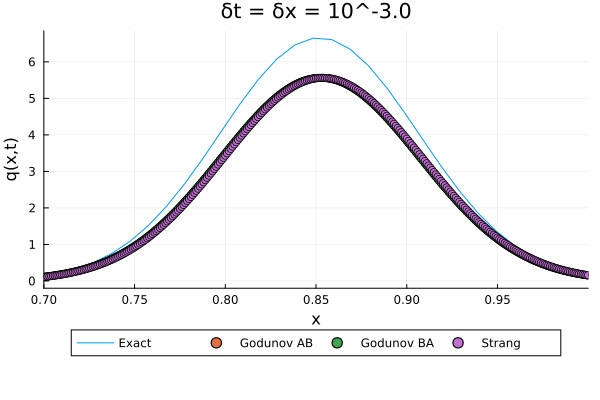 δt = δx = 10^-3.0
q(x,t)
6
5
4
3
2
1
0
0.70 0.75 0.80 0.85 0.90 0.95
x
Exact Godunov AB Godunov BA Strang